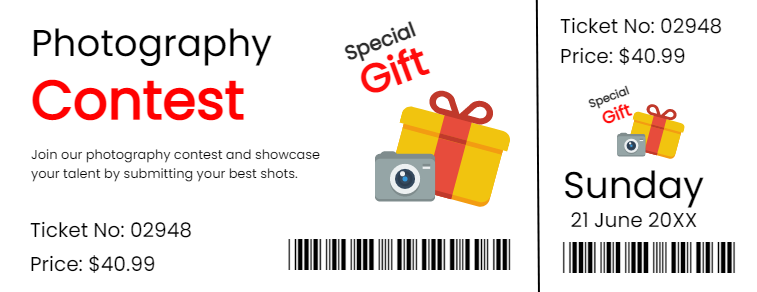 Photography
Contest
Join our photography contest and showcase
your talent by submitting your best shots.
Ticket No: 02948
Price: $40.99
Special
Gift
Ticket No: 02948
Price: $40.99
Special
Gift
Sunday
21 June 20XX